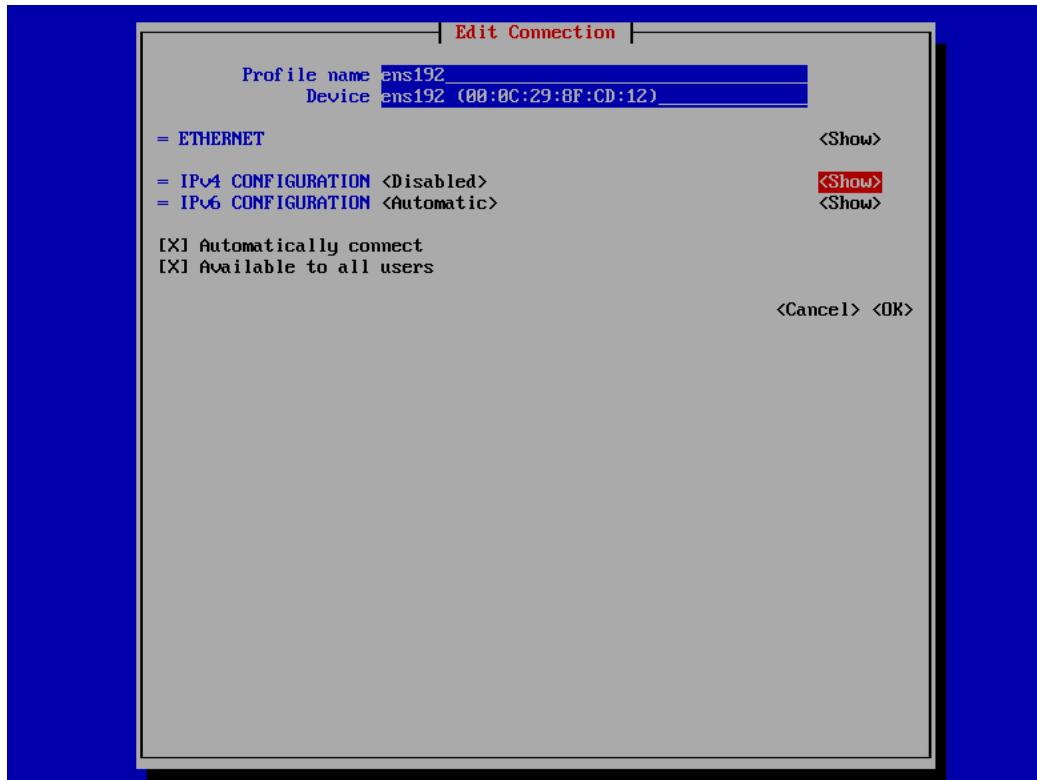 Edit Connection
Profile name ens192
Device ens192 (00:0C:29:8F:CD:12)
= ETHERNET <Show>
= IPv4 CONFIGURATION <Disabled> <Show>
= IPv6 CONFIGURATION <Automatic> <Show>
[X] Automatically connect
[X] Available to all users
<Cancel> <OK>